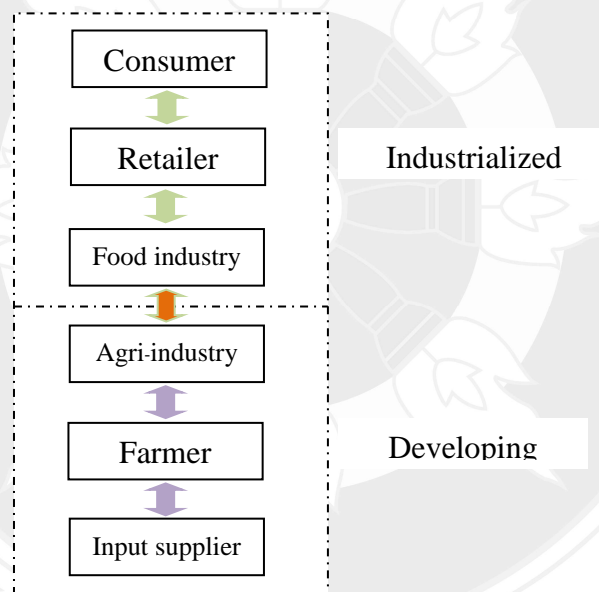 Consumer
Retailer
Industrialized
Food industry
Agri-industry
Farmer
Developing
Input supplier